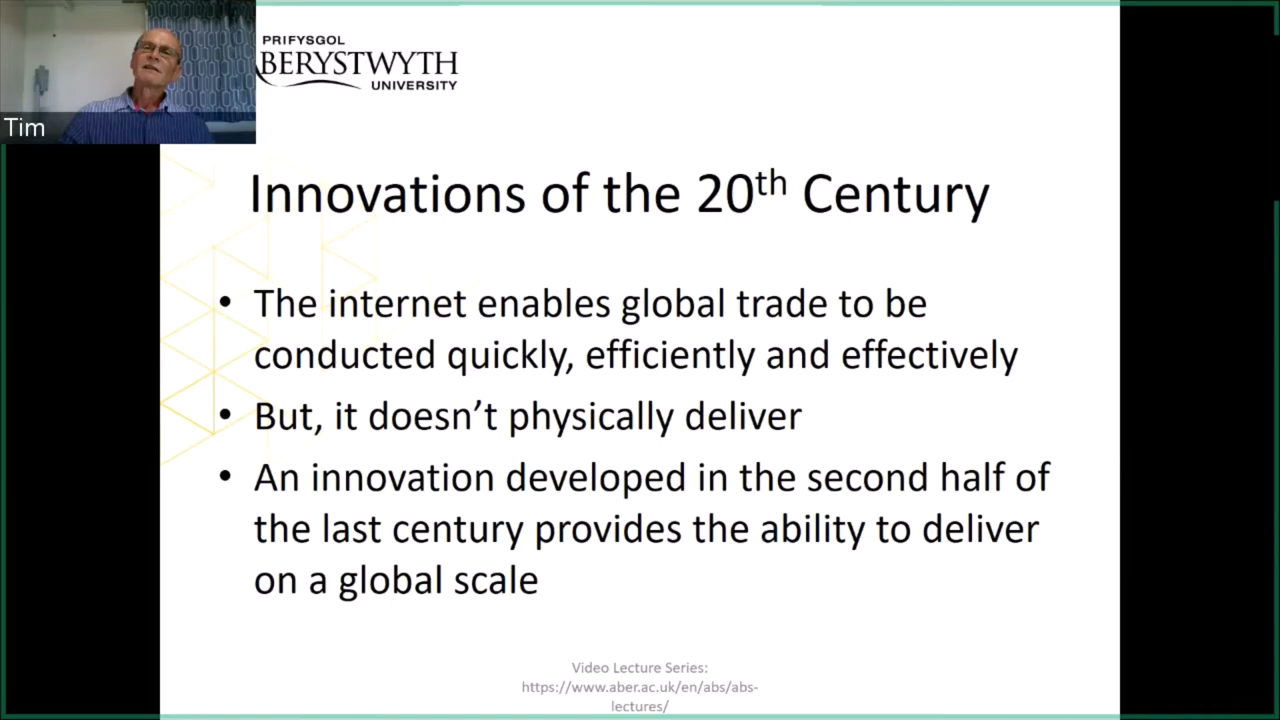 PRIFYSGOL
ABERYSTWYTH
UNIVERSITY
Tim
Innovations of the 20th Century
• The internet enables global trade to be
conducted quickly, efficiently and effectively
• But, it doesn’t physically deliver
• An innovation developed in the second half of
the last century provides the ability to deliver
on a global scale
Video Lecture Series:
https://www.aber.ac.uk/en/abs/abs-
lectures/